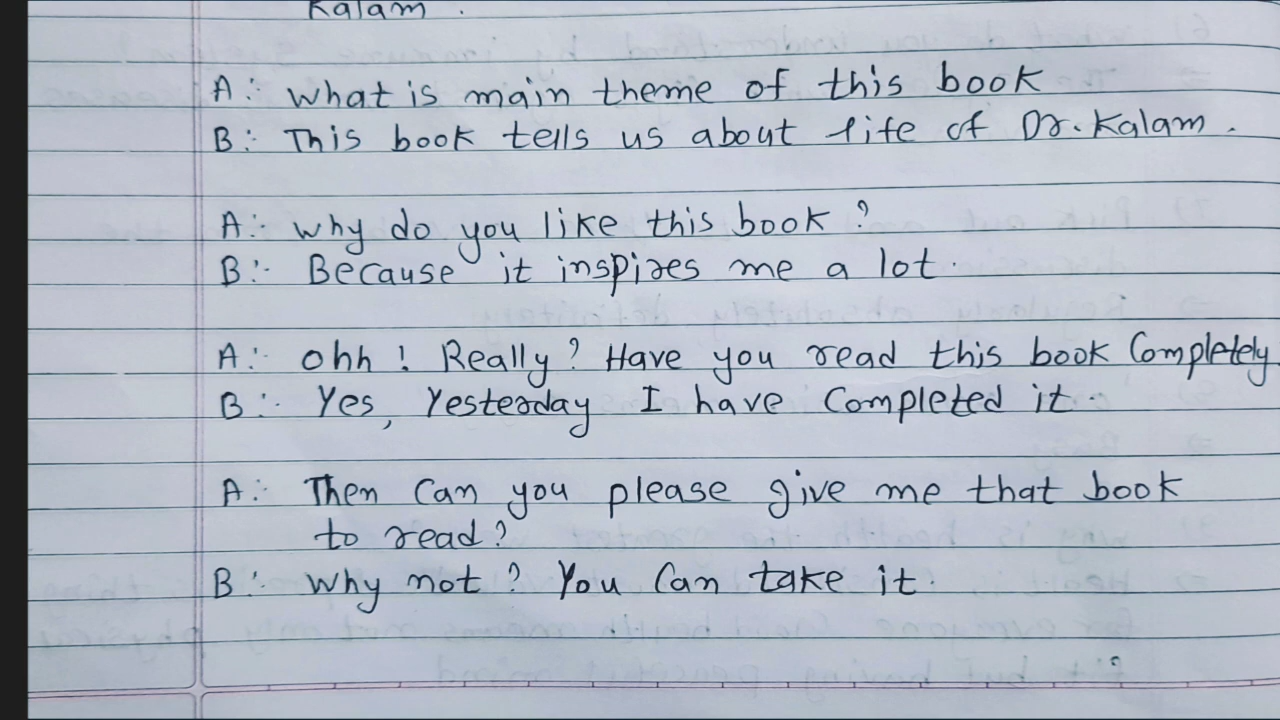 Kalam.
A:- What is main theme of this book
B:- This book tells us about life of Dr. Kalam.
A:- Why do you like this book?
B:- Because it inspires me a lot.
A:- Ohh! Really? Have you read this book Completely
B:- Yes, Yesterday I have Completed it.
A:- Then Can you please give me that book
to read?
B:- Why not? You Can take it.